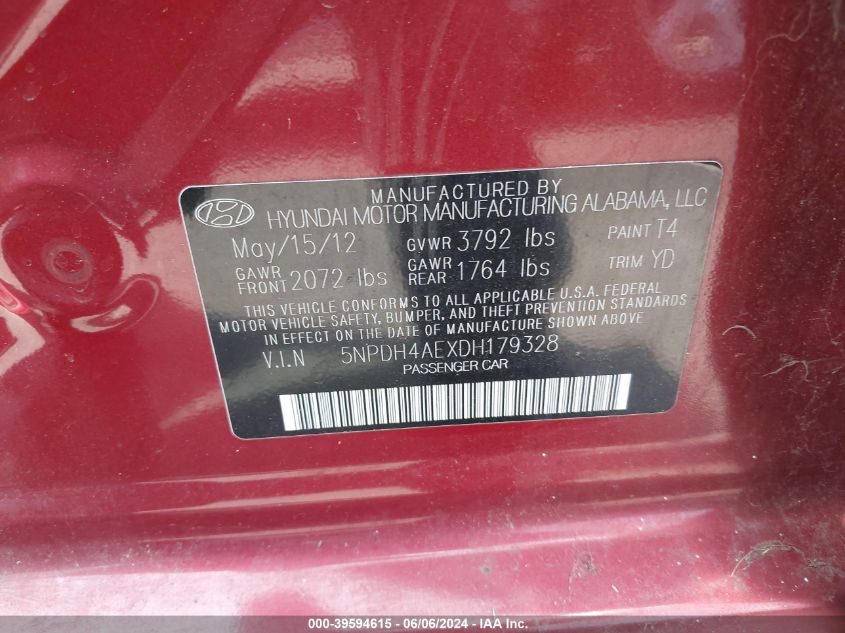 MANUFACTURED BY
HYUNDAI MOTOR MANUFACTURING ALABAMA, LLC
May/15/12 GVWR 3792 lbs PAINT T4
GAWR FRONT 2072 lbs GAWR REAR 1764 lbs TRIM YD
THIS VEHICLE CONFORMS TO ALL APPLICABLE U.S.A. FEDERAL
MOTOR VEHICLE SAFETY, BUMPER, AND THEFT PREVENTION STANDARDS
IN EFFECT ON THE DATE OF MANUFACTURE SHOWN ABOVE
V.I.N 5NPDH4AEXDH179328
PASSENGER CAR
000-39594615 - 06/06/2024 - IAA Inc.